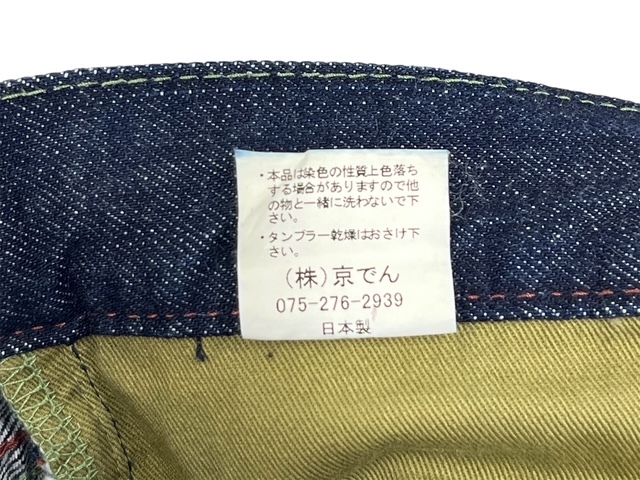 ・本品は染色の性質上色落ち
する場合がありますので他
の物と一緒に洗わないで下
さい。
・タンブラー乾燥はおさけ下
さい。
（株）京でん
075-276-2939
日本製